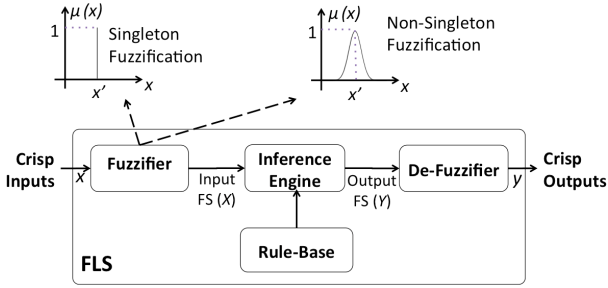 μ (x)
1
Singleton
Fuzzification
x'
x
μ (x)
1
Non-Singleton
Fuzzification
x'
x
Crisp
Inputs
x
Fuzzifier
Input
FS (X)
Inference
Engine
Output
FS (Y)
De-Fuzzifier
y
Crisp
Outputs
Rule-Base
FLS